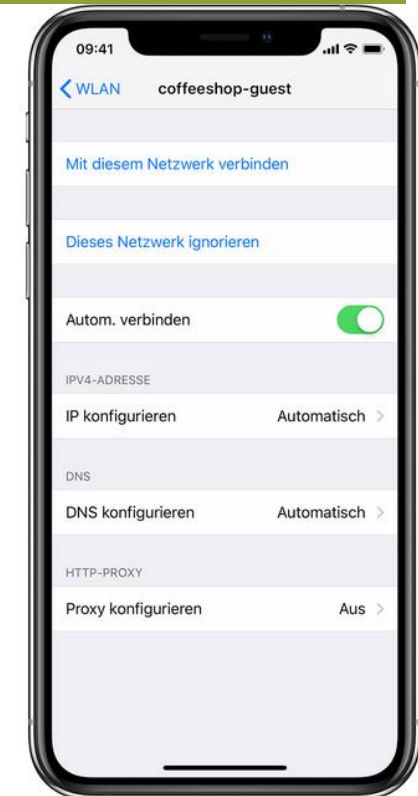 09:41
WLAN coffeeshop-guest
Mit diesem Netzwerk verbinden
Dieses Netzwerk ignorieren
Autom. verbinden
IPV4-ADRESSE
IP konfigurieren Automatisch
DNS
DNS konfigurieren Automatisch
HTTP-PROXY
Proxy konfigurieren Aus